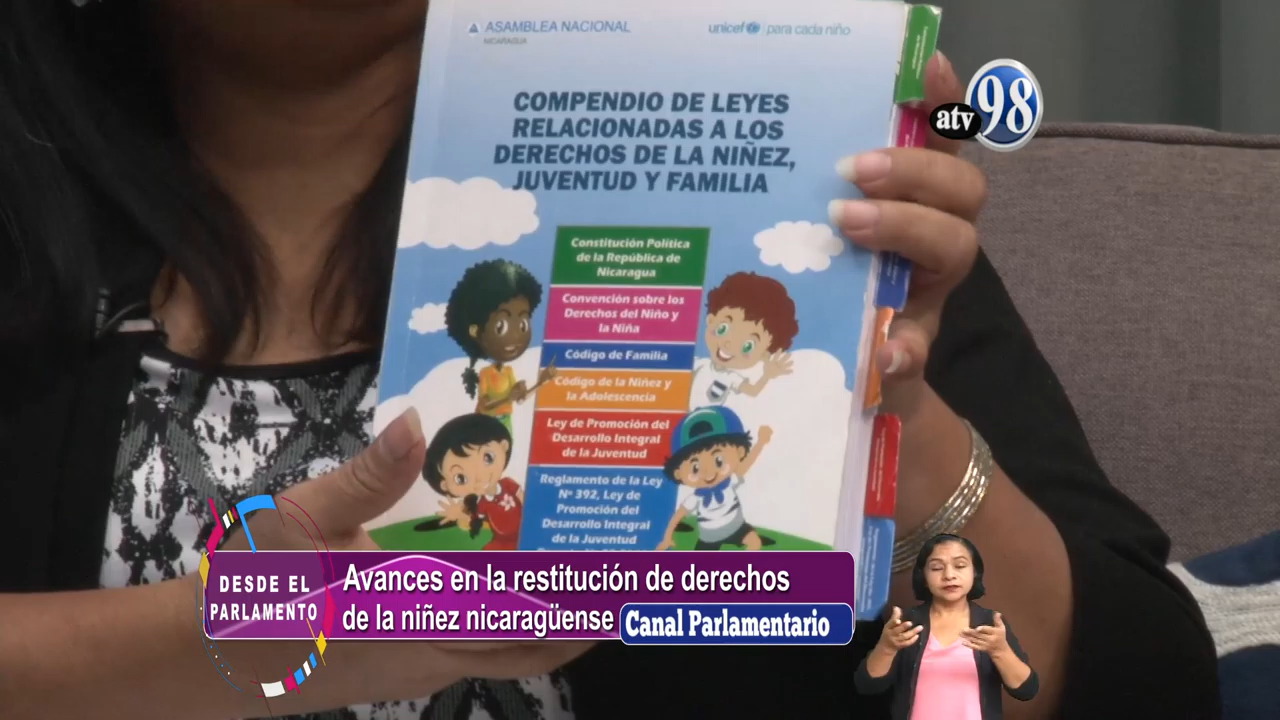 ASAMBLEA NACIONAL
NICARAGUA
unicef para cada niño
COMPENDIO DE LEYES
RELACIONADAS A LOS
DERECHOS DE LA NIÑEZ,
JUVENTUD Y FAMILIA
Constitución Política
de la República de
Nicaragua
Convención sobre los
Derechos del Niño y
la Niña
Código de Familia
Código de la Niñez y
la Adolescencia
Ley de Promoción del
Desarrollo Integral
de la Juventud
Reglamento de la Ley
Nº 392, Ley de
Promoción del
Desarrollo Integral
de la Juventud
atv 98
DESDE EL
PARLAMENTO
Avances en la restitución de derechos
de la niñez nicaragüense
Canal Parlamentario